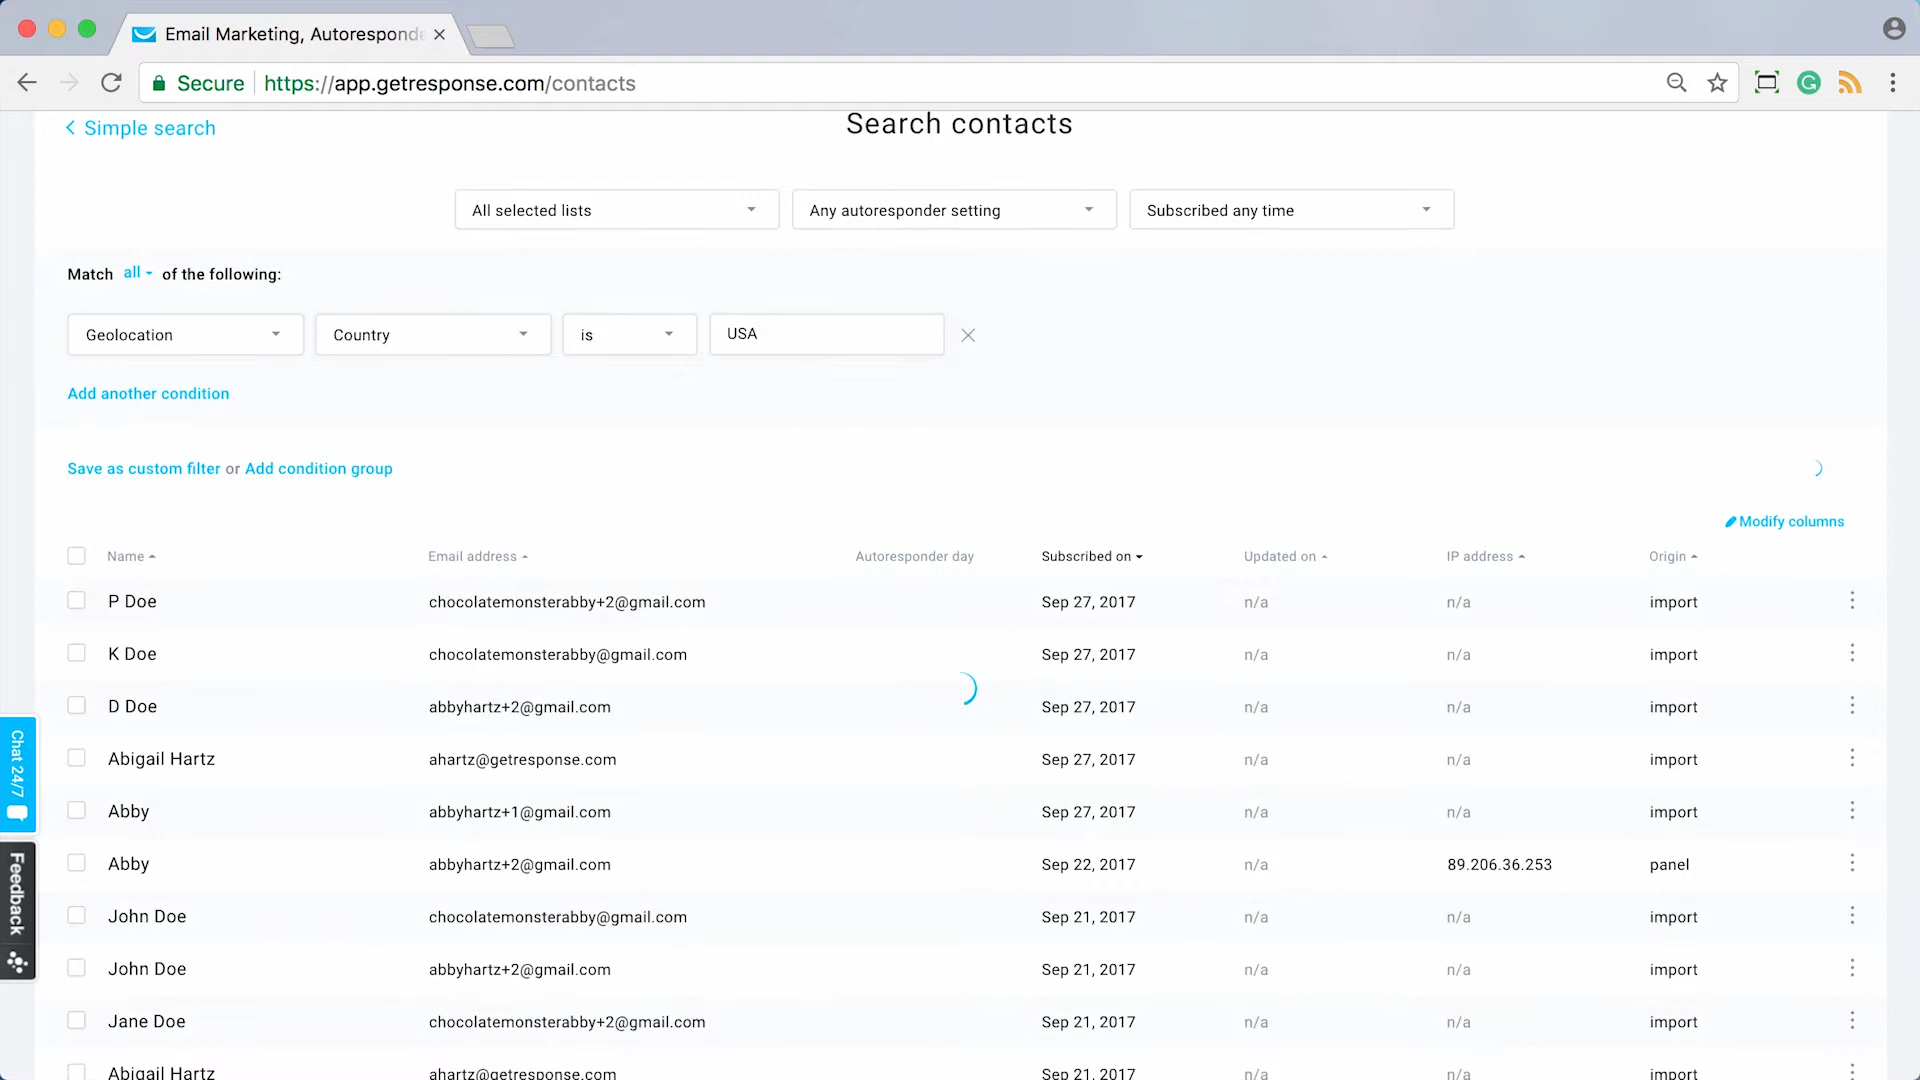 Email Marketing, Autoresponde
Secure https://app.getresponse.com/contacts
Simple search
Search contacts
All selected lists
Any autoresponder setting
Subscribed any time
Match all of the following:
Geolocation
Country
is
USA
Add another condition
Save as custom filter or Add condition group
Modify columns
Name Email address Autoresponder day Subscribed on Updated on IP address Origin
P Doe chocolatemonsterabby+2@gmail.com Sep 27, 2017 n/a n/a import
K Doe chocolatemonsterabby@gmail.com Sep 27, 2017 n/a n/a import
D Doe abbyhartz+2@gmail.com Sep 27, 2017 n/a n/a import
Abigail Hartz ahartz@getresponse.com Sep 27, 2017 n/a n/a import
Abby abbyhartz+1@gmail.com Sep 27, 2017 n/a n/a import
Abby abbyhartz+2@gmail.com Sep 22, 2017 n/a 89.206.36.253 panel
John Doe chocolatemonsterabby@gmail.com Sep 21, 2017 n/a n/a import
John Doe abbyhartz+2@gmail.com Sep 21, 2017 n/a n/a import
Jane Doe chocolatemonsterabby+2@gmail.com Sep 21, 2017 n/a n/a import
Abigail Hartz ahartz@getresponse.com Sep 21, 2017 n/a n/a import
Chat 24/7
Feedback